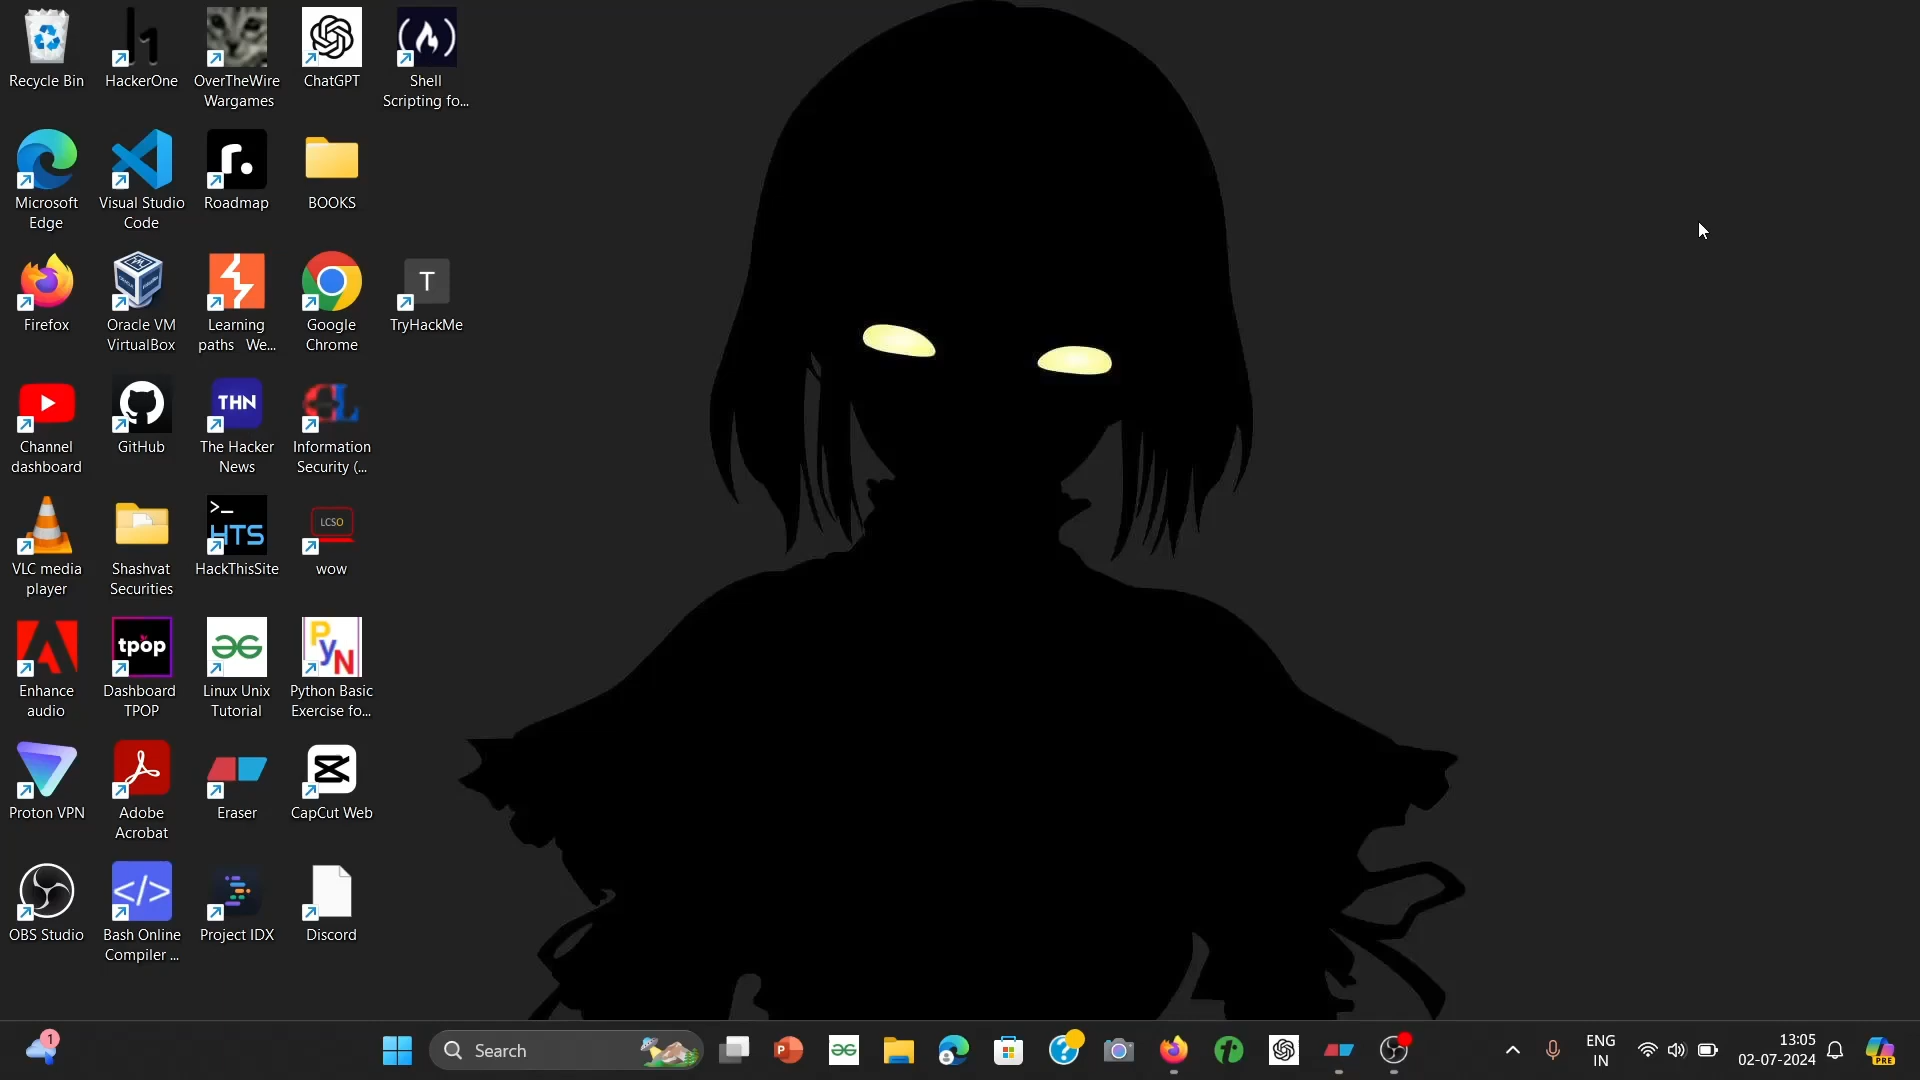 Recycle Bin
HackerOne
OverTheWire
Wargames
ChatGPT
Shell
Scripting fo...
Microsoft
Edge
Visual Studio
Code
Roadmap
BOOKS
Firefox
Oracle VM
VirtualBox
Learning
paths We...
Google
Chrome
T
TryHackMe
Channel
dashboard
GitHub
THN
The Hacker
News
Information
Security (...
VLC media
player
Shashvat
Securities
>_
HTS
HackThisSite
LCSO
wow
Enhance
audio
tpop
Dashboard
TPOP
Linux Unix
Tutorial
PyN
Python Basic
Exercise fo...
Proton VPN
Adobe
Acrobat
Eraser
CapCut Web
OBS Studio
</>
Bash Online
Compiler ...
Project IDX
Discord
1
Search
P
ENG
IN
13:05
02-07-2024
PRE